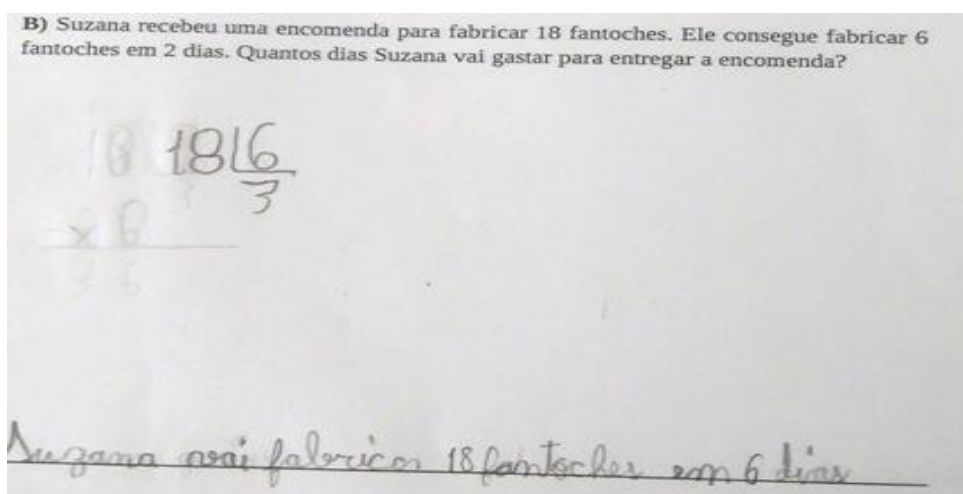 B) Suzana recebeu uma encomenda para fabricar 18 fantoches. Ele consegue fabricar 6
fantoches em 2 dias. Quantos dias Suzana vai gastar para entregar a encomenda?
18 6
3
Suzana vai fabricar 18 fantoches em 6 dias